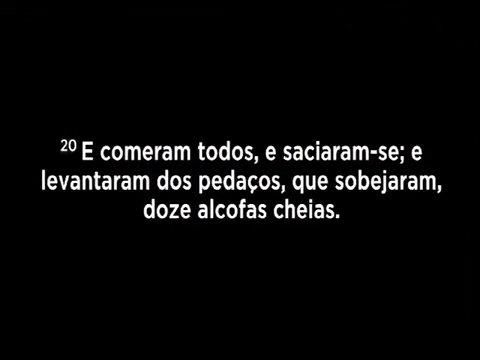 20 E comeram todos, e saciaram-se; e
levantaram dos pedaços, que sobejaram,
doze alcofas cheias.